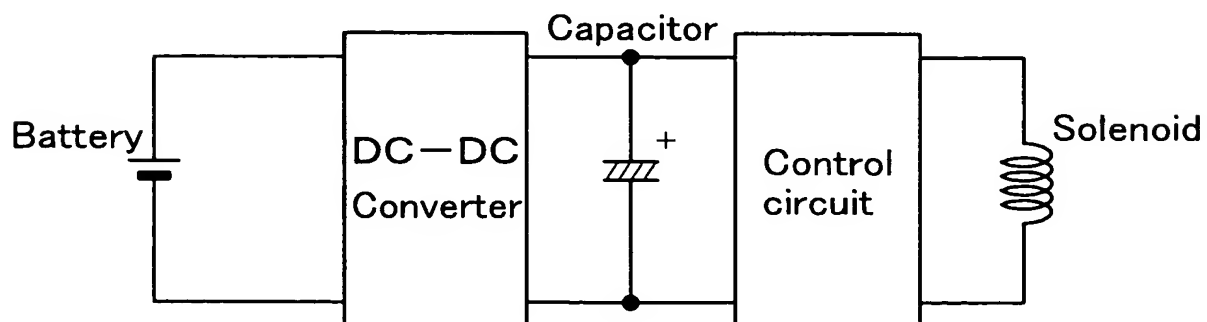 Capacitor
Battery
DC-DC
Converter
+
Control
circuit
Solenoid